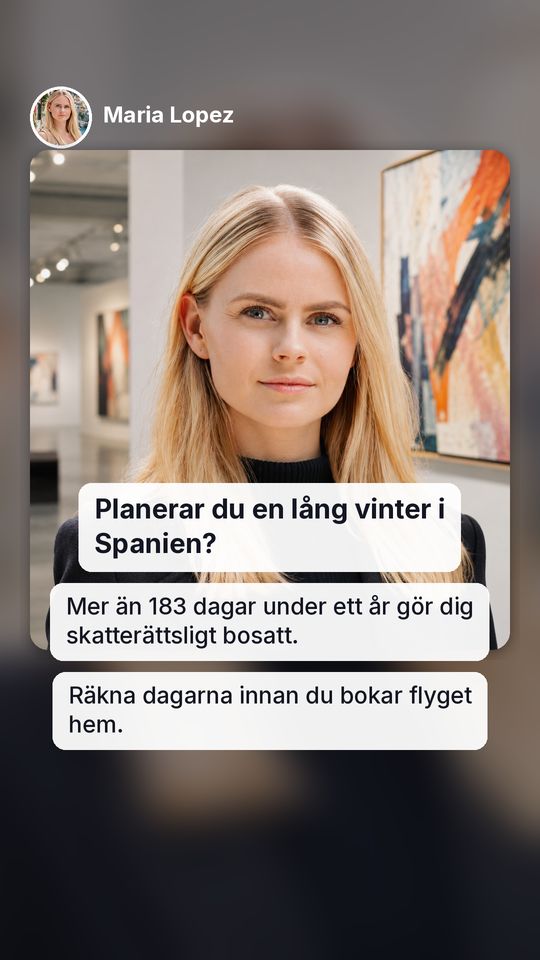 Maria Lopez
Planerar du en lång vinter i
Spanien?
Mer än 183 dagar under ett år gör dig
skatterättsligt bosatt.
Räkna dagarna innan du bokar flyget
hem.